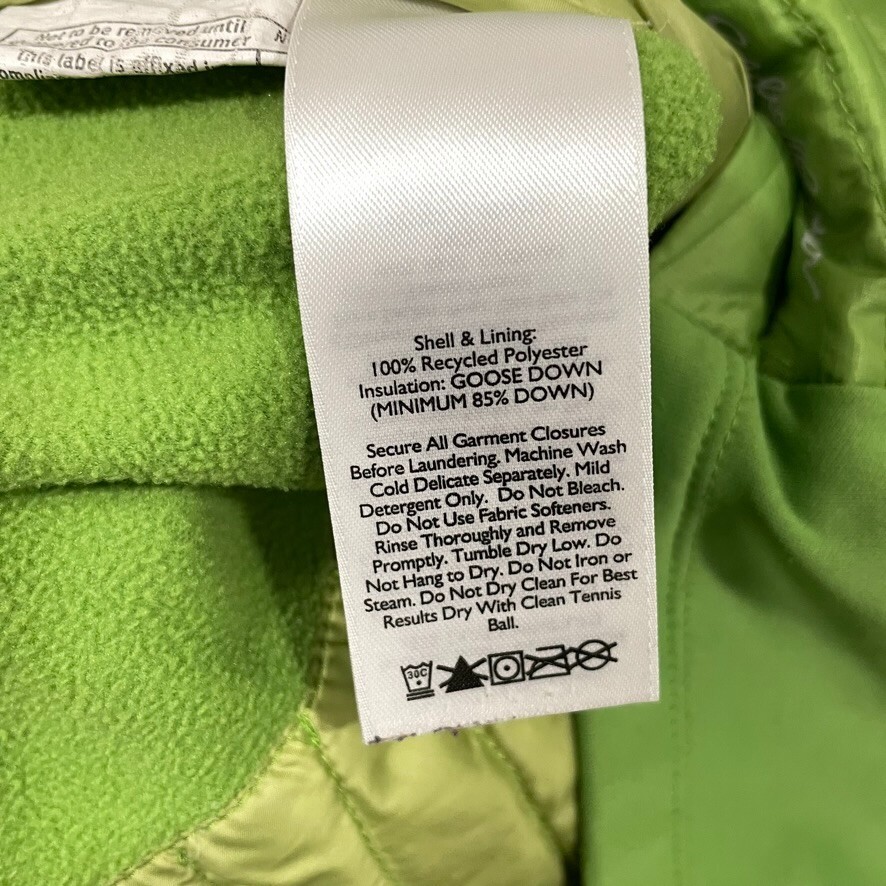 Not to be removed until
to the consumer
this label is affixed
Shell & Lining:
100% Recycled Polyester
Insulation: GOOSE DOWN
(MINIMUM 85% DOWN)
Secure All Garment Closures
Before Laundering. Machine Wash
Cold Delicate Separately. Mild
Detergent Only. Do Not Bleach.
Do Not Use Fabric Softeners.
Rinse Thoroughly and Remove
Promptly. Tumble Dry Low. Do
Not Hang to Dry. Do Not Iron or
Steam. Do Not Dry Clean For Best
Results Dry With Clean Tennis
Ball.
30C